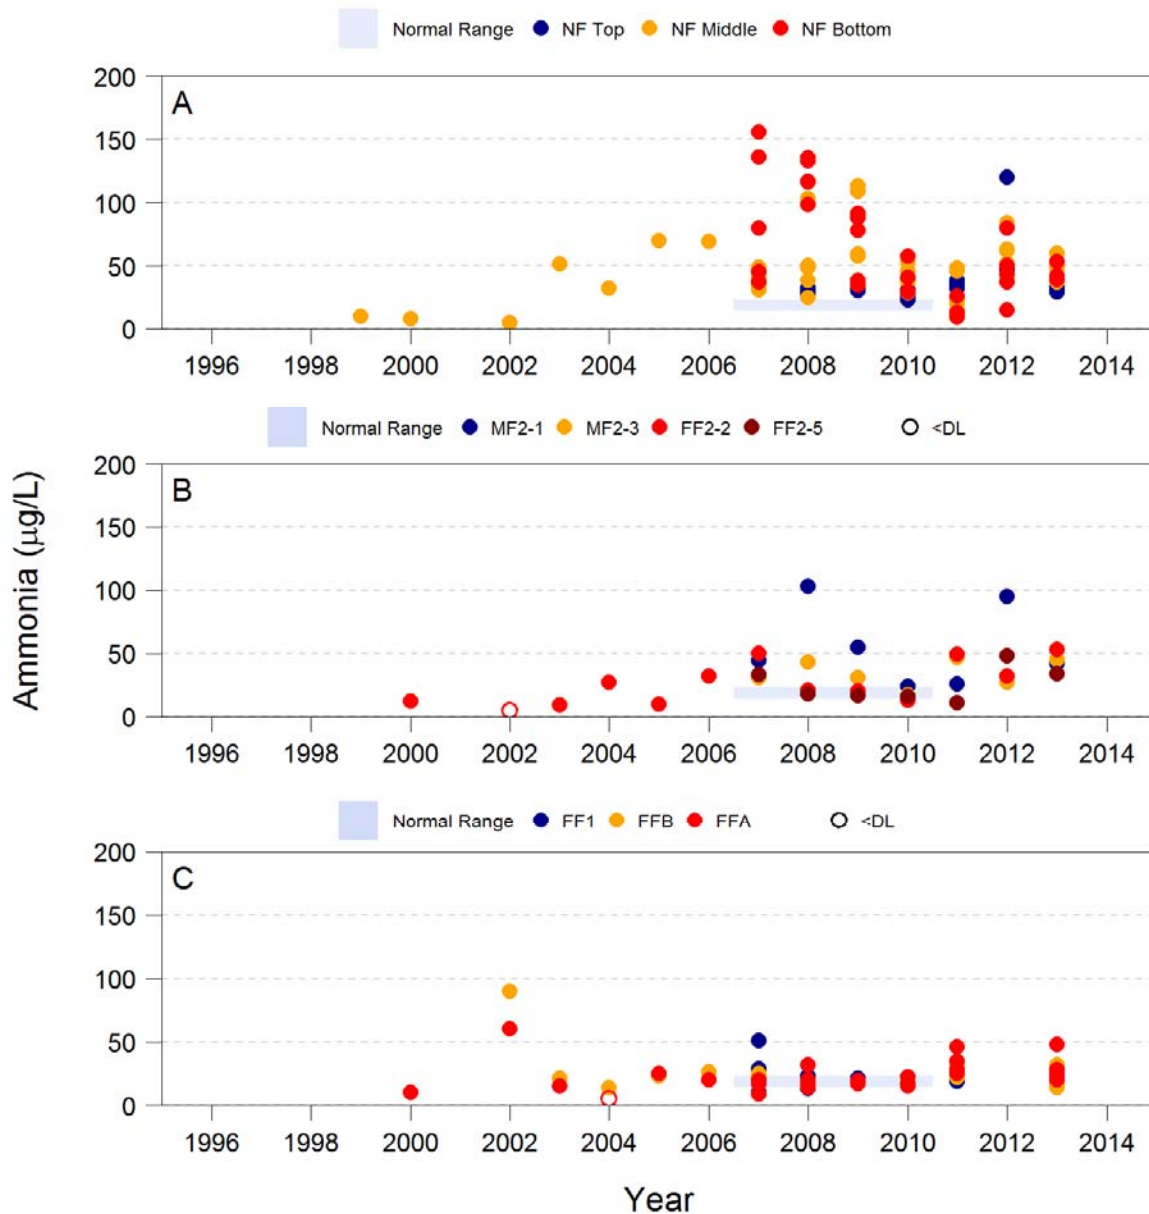 Normal Range NF Top NF Middle NF Bottom
A
200
150
100
50
0
1996 1998 2000 2002 2004 2006 2008 2010 2012 2014
Normal Range MF2-1 MF2-3 FF2-2 FF2-5 <DL
B
200
150
100
50
0
1996 1998 2000 2002 2004 2006 2008 2010 2012 2014
Ammonia (µg/L)
Normal Range FF1 FFB FFA <DL
C
200
150
100
50
0
1996 1998 2000 2002 2004 2006 2008 2010 2012 2014
Year